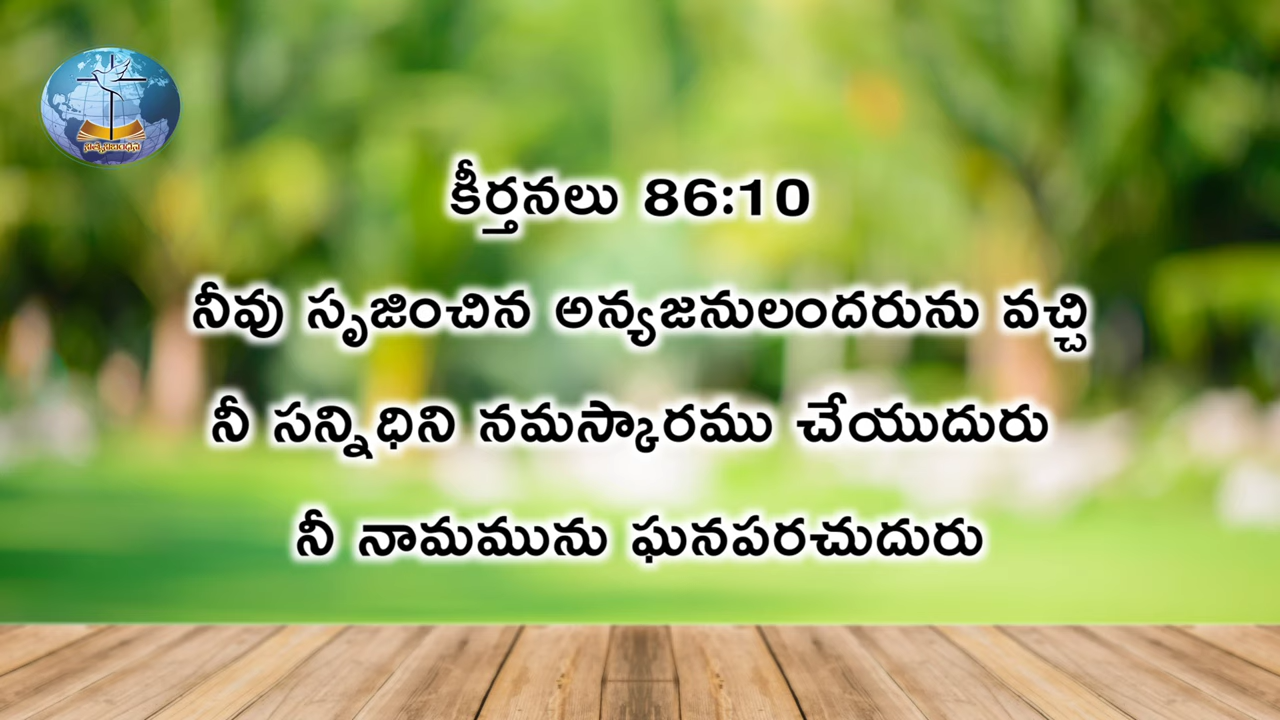 కీర్తనలు 86:10
నీవు సృజించిన అన్యజనులందరును వచ్చి
నీ సన్నిధిని నమస్కారము చేయుదురు
నీ నామమును ఘనపరచుదురు